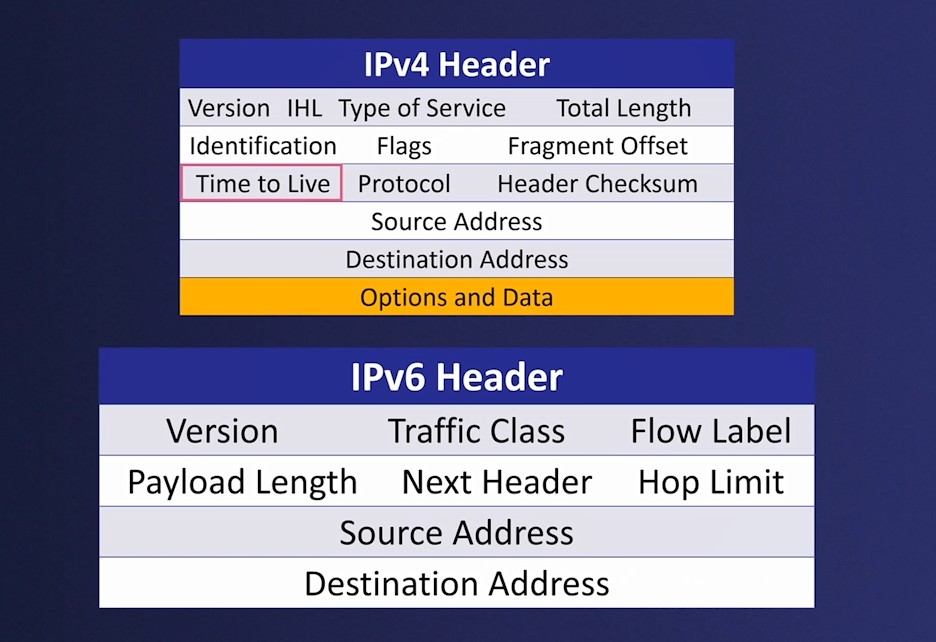 IPv4 Header
Version IHL Type of Service Total Length
Identification Flags Fragment Offset
Time to Live Protocol Header Checksum
Source Address
Destination Address
Options and Data
IPv6 Header
Version Traffic Class Flow Label
Payload Length Next Header Hop Limit
Source Address
Destination Address